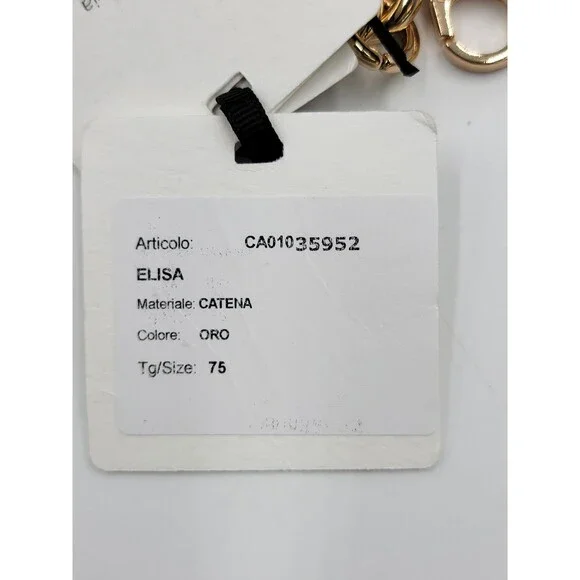 Articolo: CA01035952
ELISA
Materiale: CATENA
Colore: ORO
Tg/Size: 75